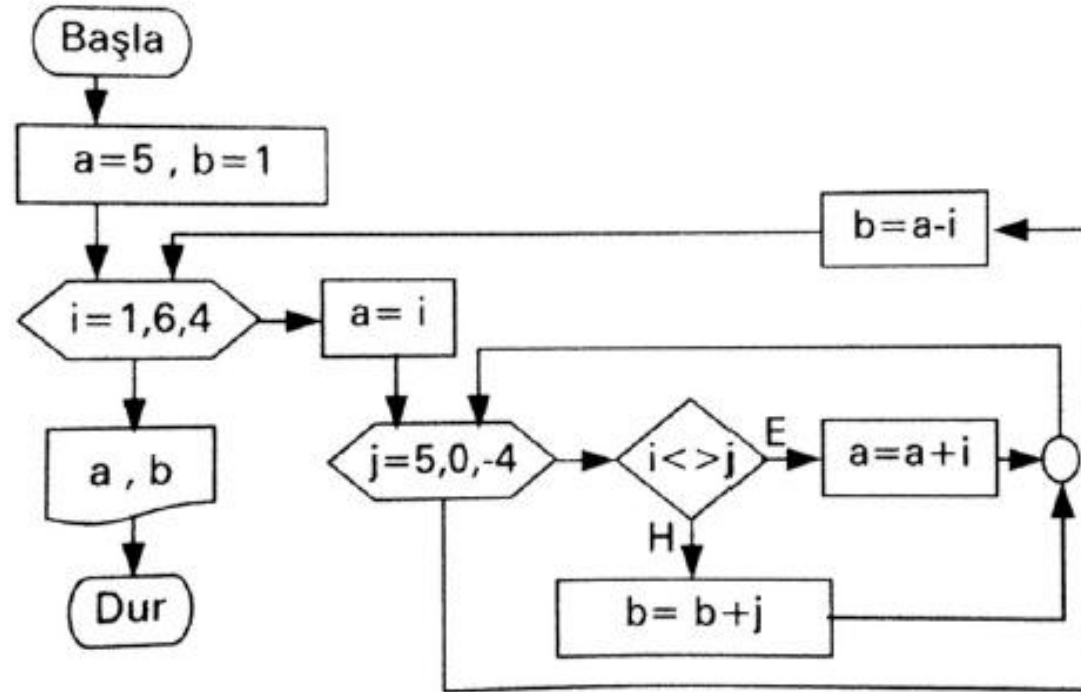 Başla
a=5 , b=1
b=a-i
i=1,6,4
a= i
a , b
j=5,0,-4
i<>j
E
a=a+i
H
b= b+j
Dur